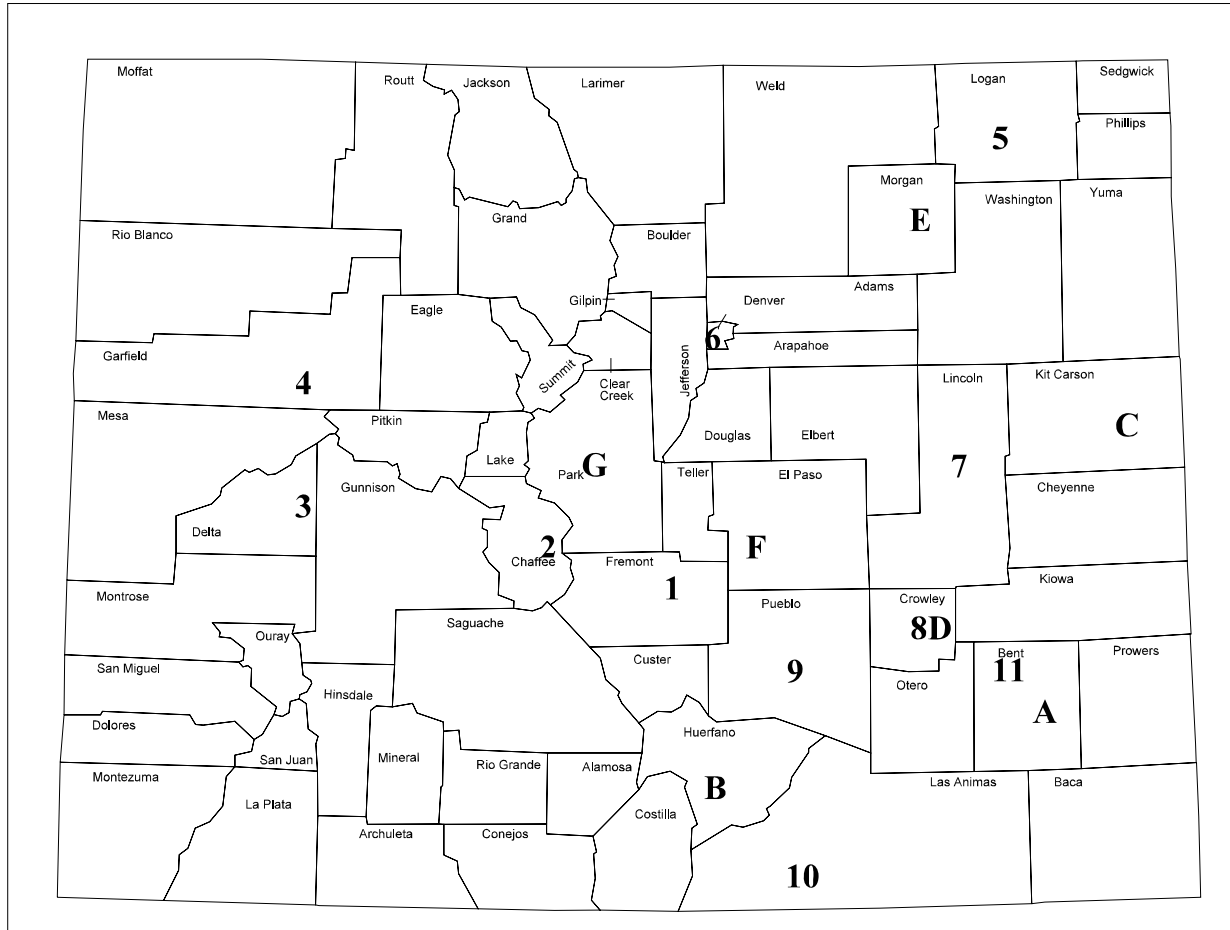 Moffat
Routt
Jackson
Larimer
Weld
Logan
Sedgwick
5
Phillips
Morgan
Washington
Yuma
E
Rio Blanco
Grand
Boulder
Gilpin
Denver
Adams
Eagle
6
Arapahoe
Garfield
4
Summit
Clear
Creek
Jefferson
Lincoln
Kit Carson
C
Mesa
Pitkin
Lake
Park
G
Douglas
Elbert
7
Teller
El Paso
Cheyenne
Gunnison
3
Delta
2
Chaffee
Fremont
F
1
Kiowa
Montrose
Ouray
Saguache
Pueblo
Crowley
8D
San Miguel
Hinsdale
Custer
9
Otero
Bent
11
A
Prowers
Dolores
San Juan
Mineral
Rio Grande
Alamosa
Huerfano
B
Montezuma
La Plata
Costilla
Las Animas
Baca
Archuleta
Conejos
10